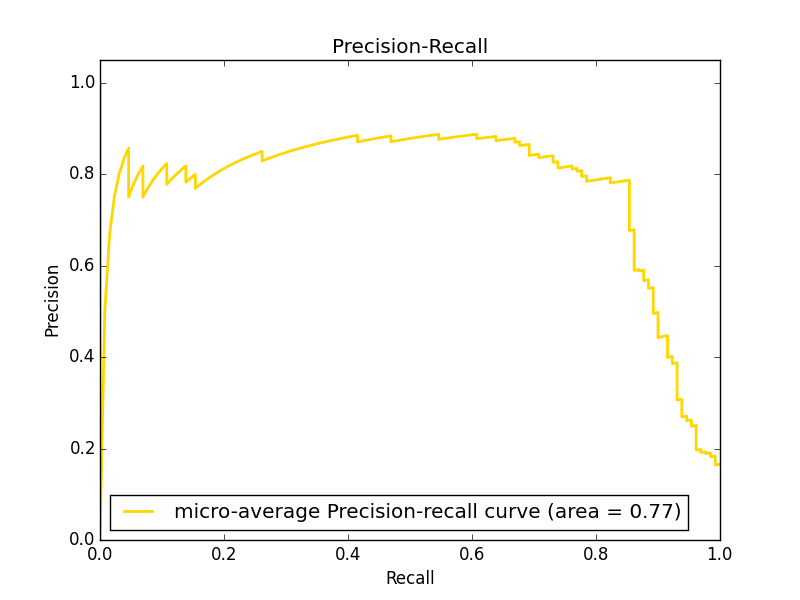 Precision-Recall
1.0
0.8
0.6
0.4
0.2
0.0
Precision
micro-average Precision-recall curve (area = 0.77)
0.0 0.2 0.4 0.6 0.8 1.0
Recall